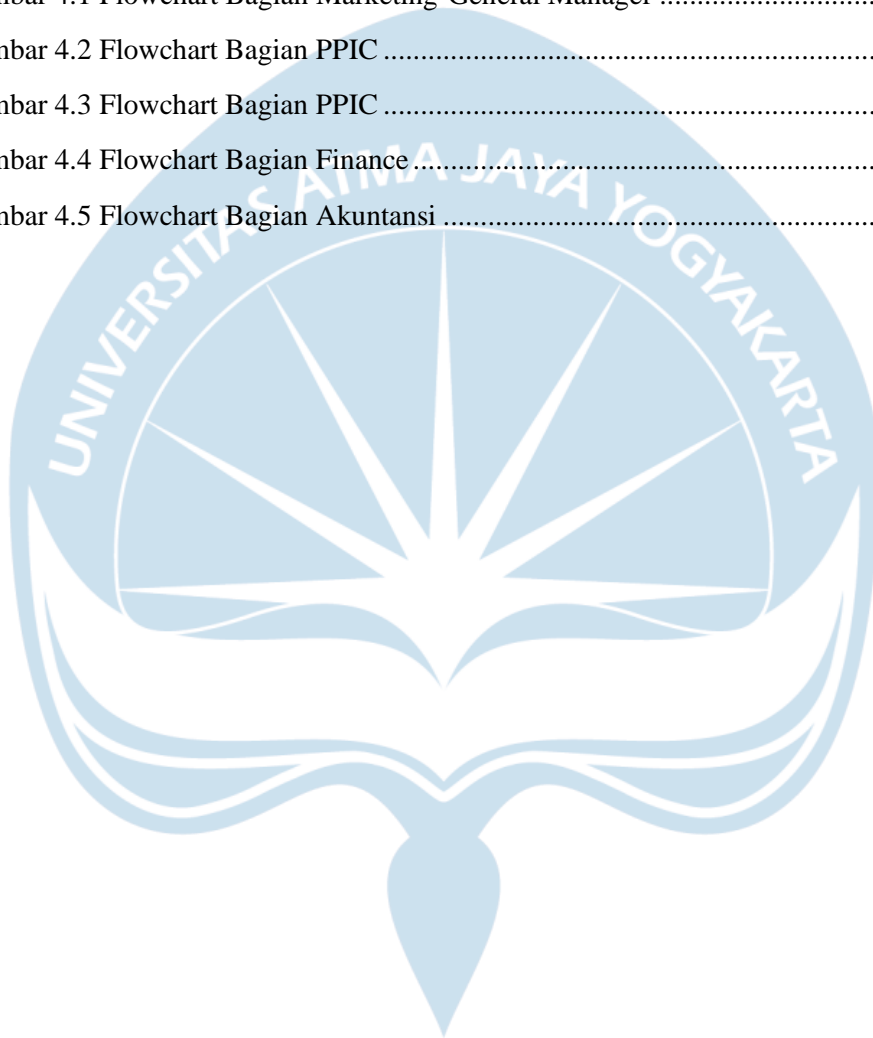 mbar 4.1 Flowchart Bagian Marketing-General Manager ....................................
mbar 4.2 Flowchart Bagian PPIC ...........................................................................
mbar 4.3 Flowchart Bagian PPIC ...........................................................................
mbar 4.4 Flowchart Bagian Finance .......................................................................
mbar 4.5 Flowchart Bagian Akuntansi ..................................................................
UNIVERSITAS ATMA JAYA YOGYAKARTA